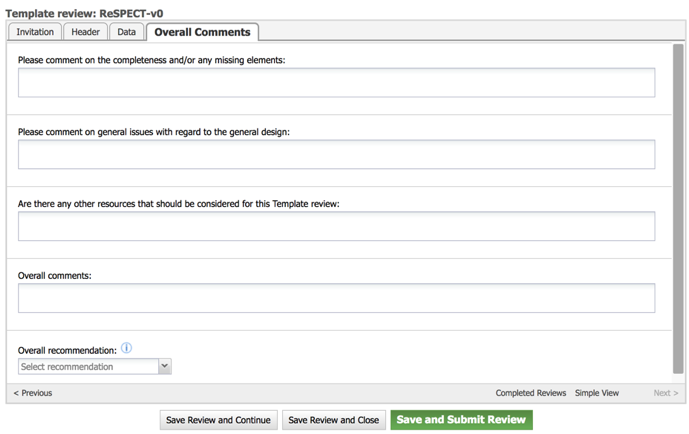 Template review: ReSPECT-v0
Invitation Header Data Overall Comments
Please comment on the completeness and/or any missing elements:
Please comment on general issues with regard to the general design:
Are there any other resources that should be considered for this Template review:
Overall comments:
Overall recommendation: i
Select recommendation
< Previous Completed Reviews Simple View Next >
Save Review and Continue Save Review and Close Save and Submit Review